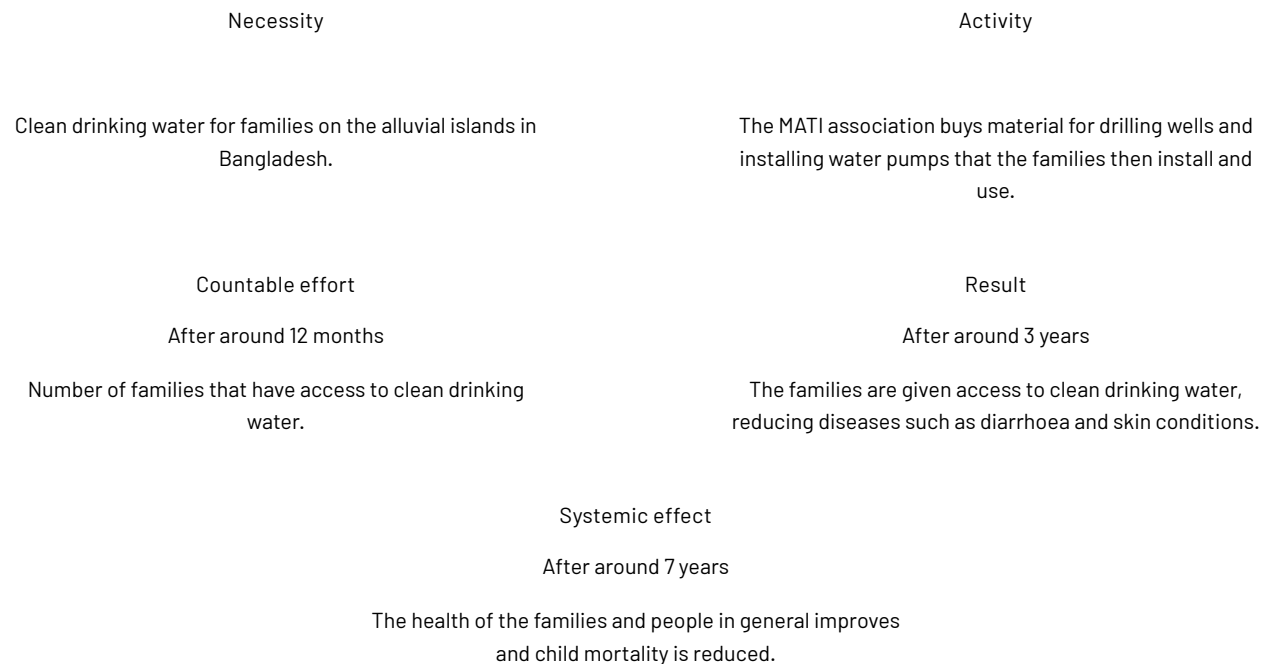 Necessity
Clean drinking water for families on the alluvial islands in
Bangladesh.
Activity
The MATI association buys material for drilling wells and
installing water pumps that the families then install and
use.
Countable effort
After around 12 months
Number of families that have access to clean drinking
water.
Result
After around 3 years
The families are given access to clean drinking water,
reducing diseases such as diarrhoea and skin conditions.
Systemic effect
After around 7 years
The health of the families and people in general improves
and child mortality is reduced.